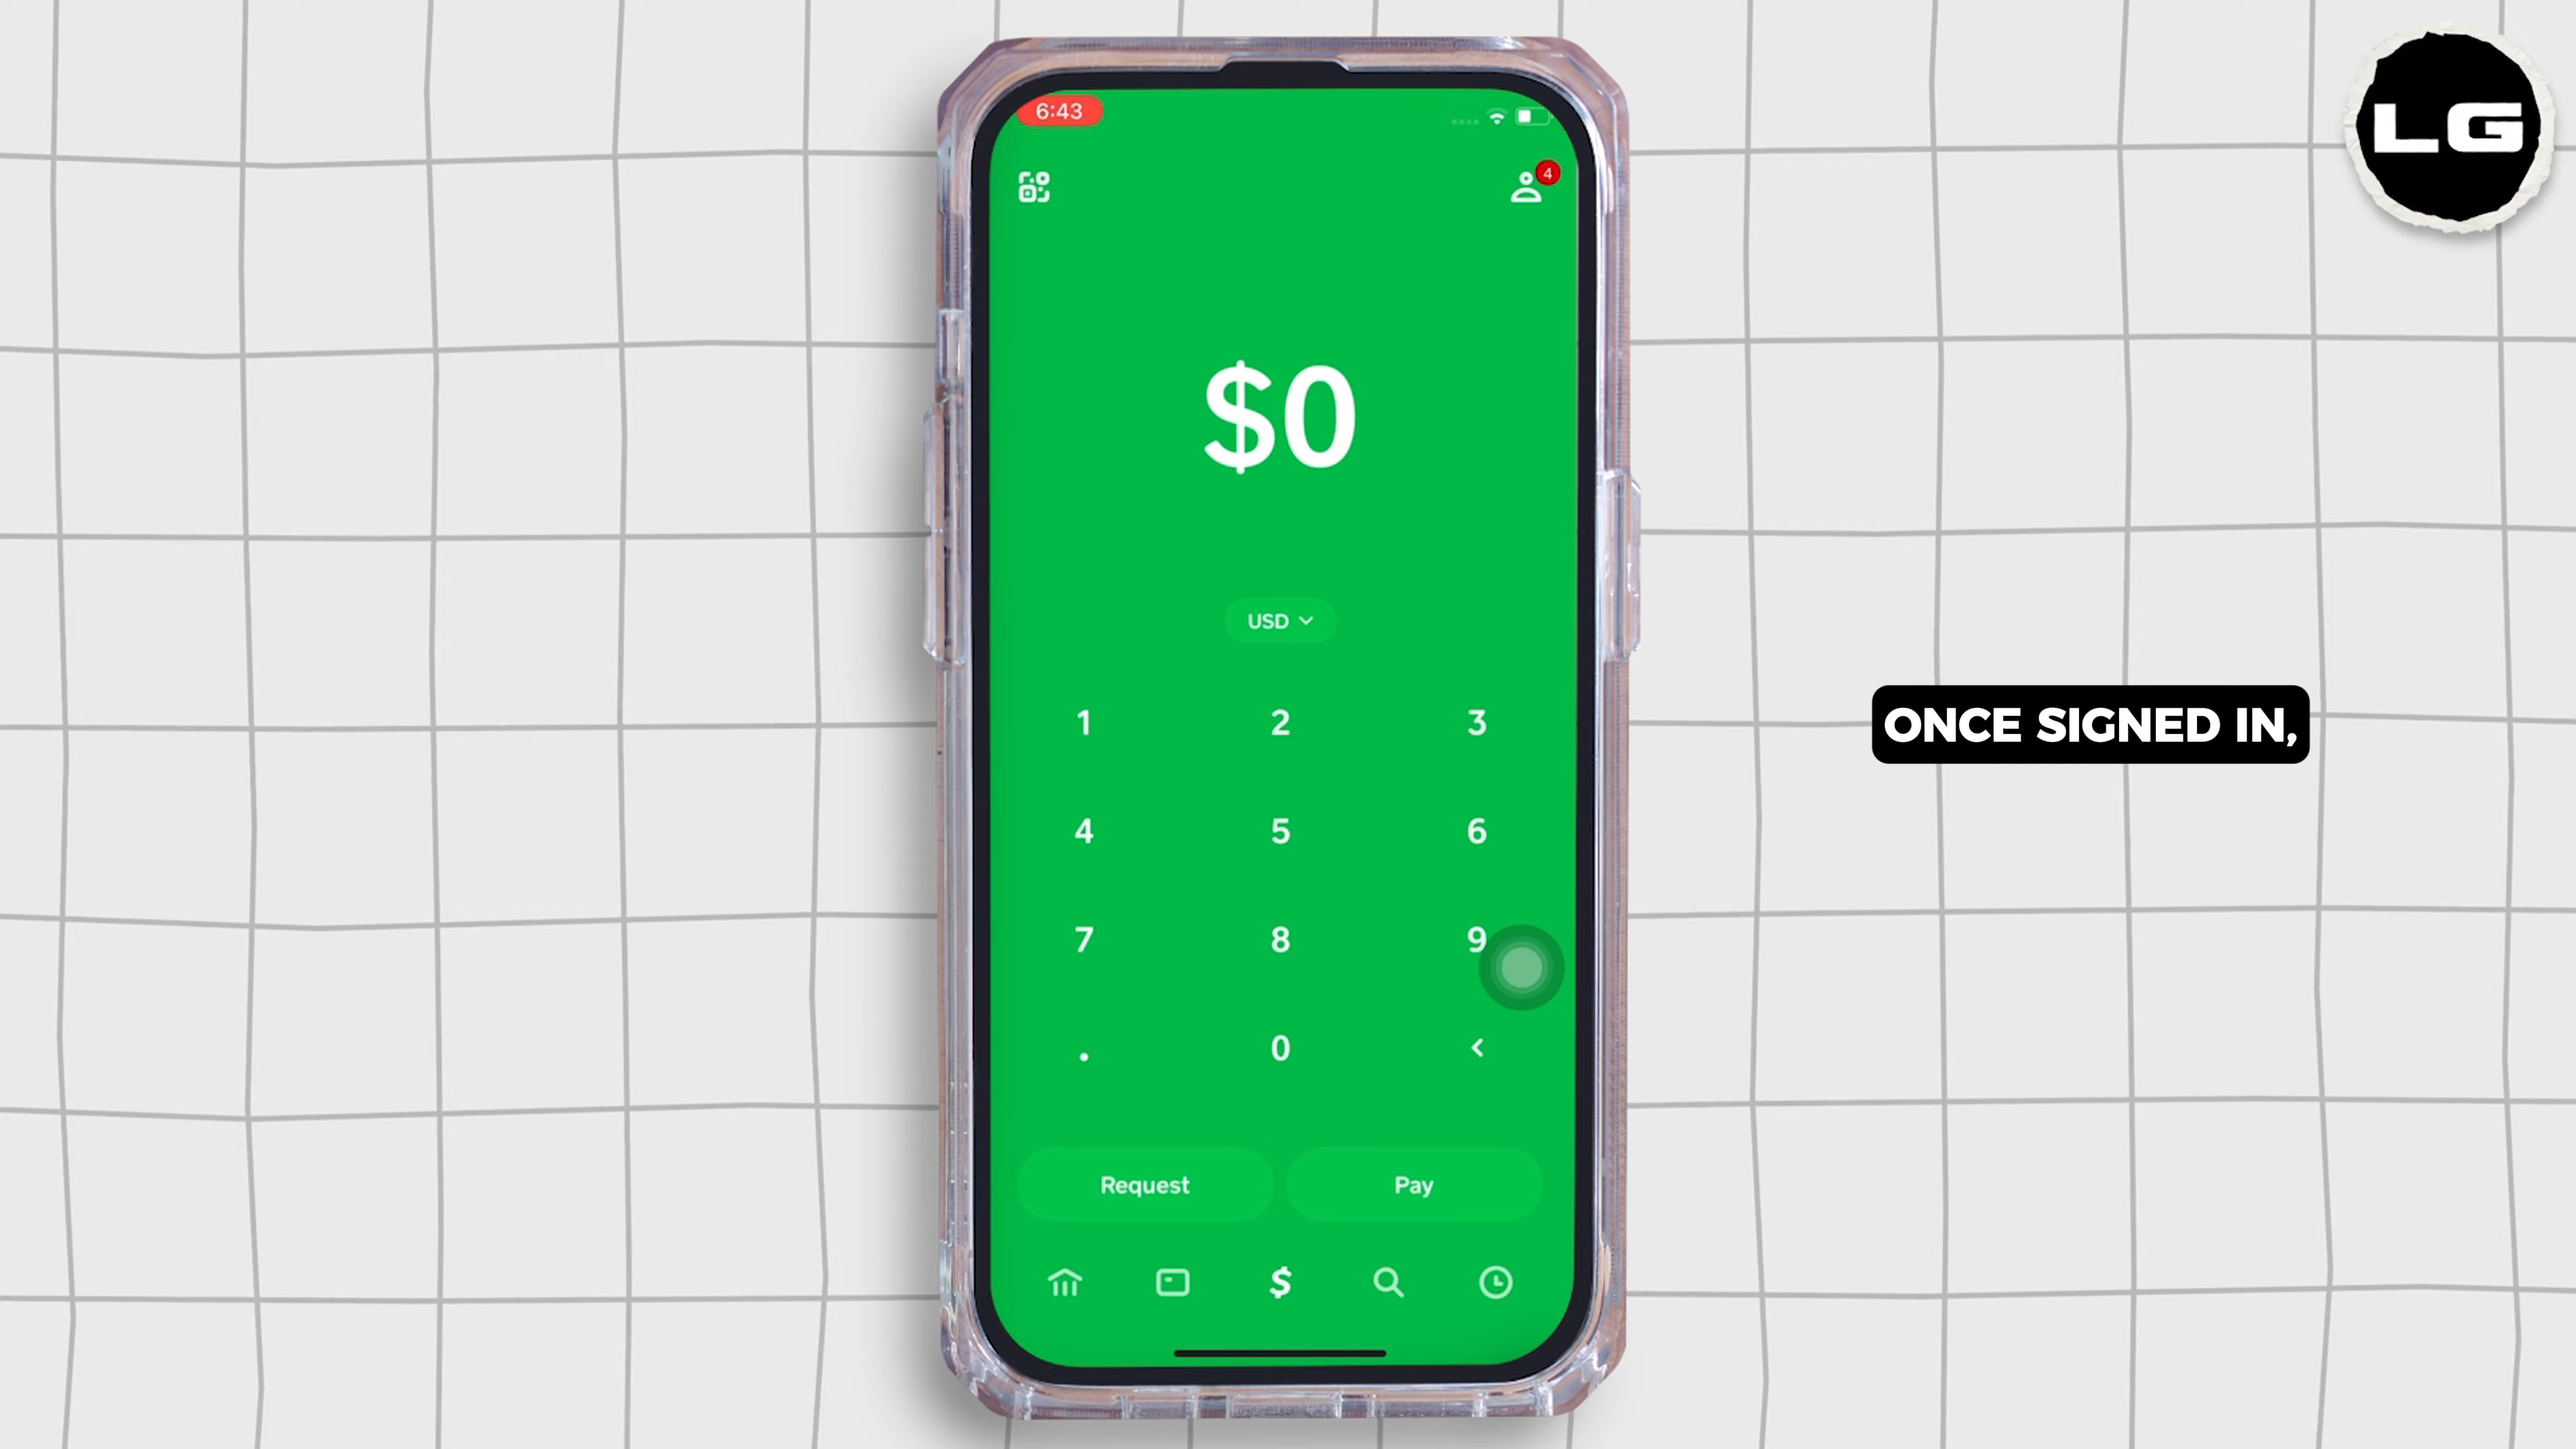 6:43
4
LG
$0
USD
ONCE SIGNED IN,
1 2 3
4 5 6
7 8 9
. 0 <
Request Pay
$